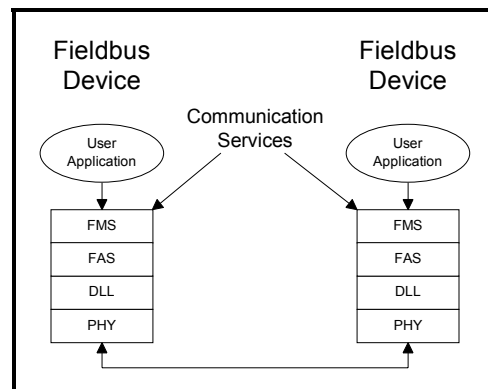 Fieldbus
Device
Fieldbus
Device
Communication
Services
User
Application
User
Application
FMS
FAS
DLL
PHY
FMS
FAS
DLL
PHY